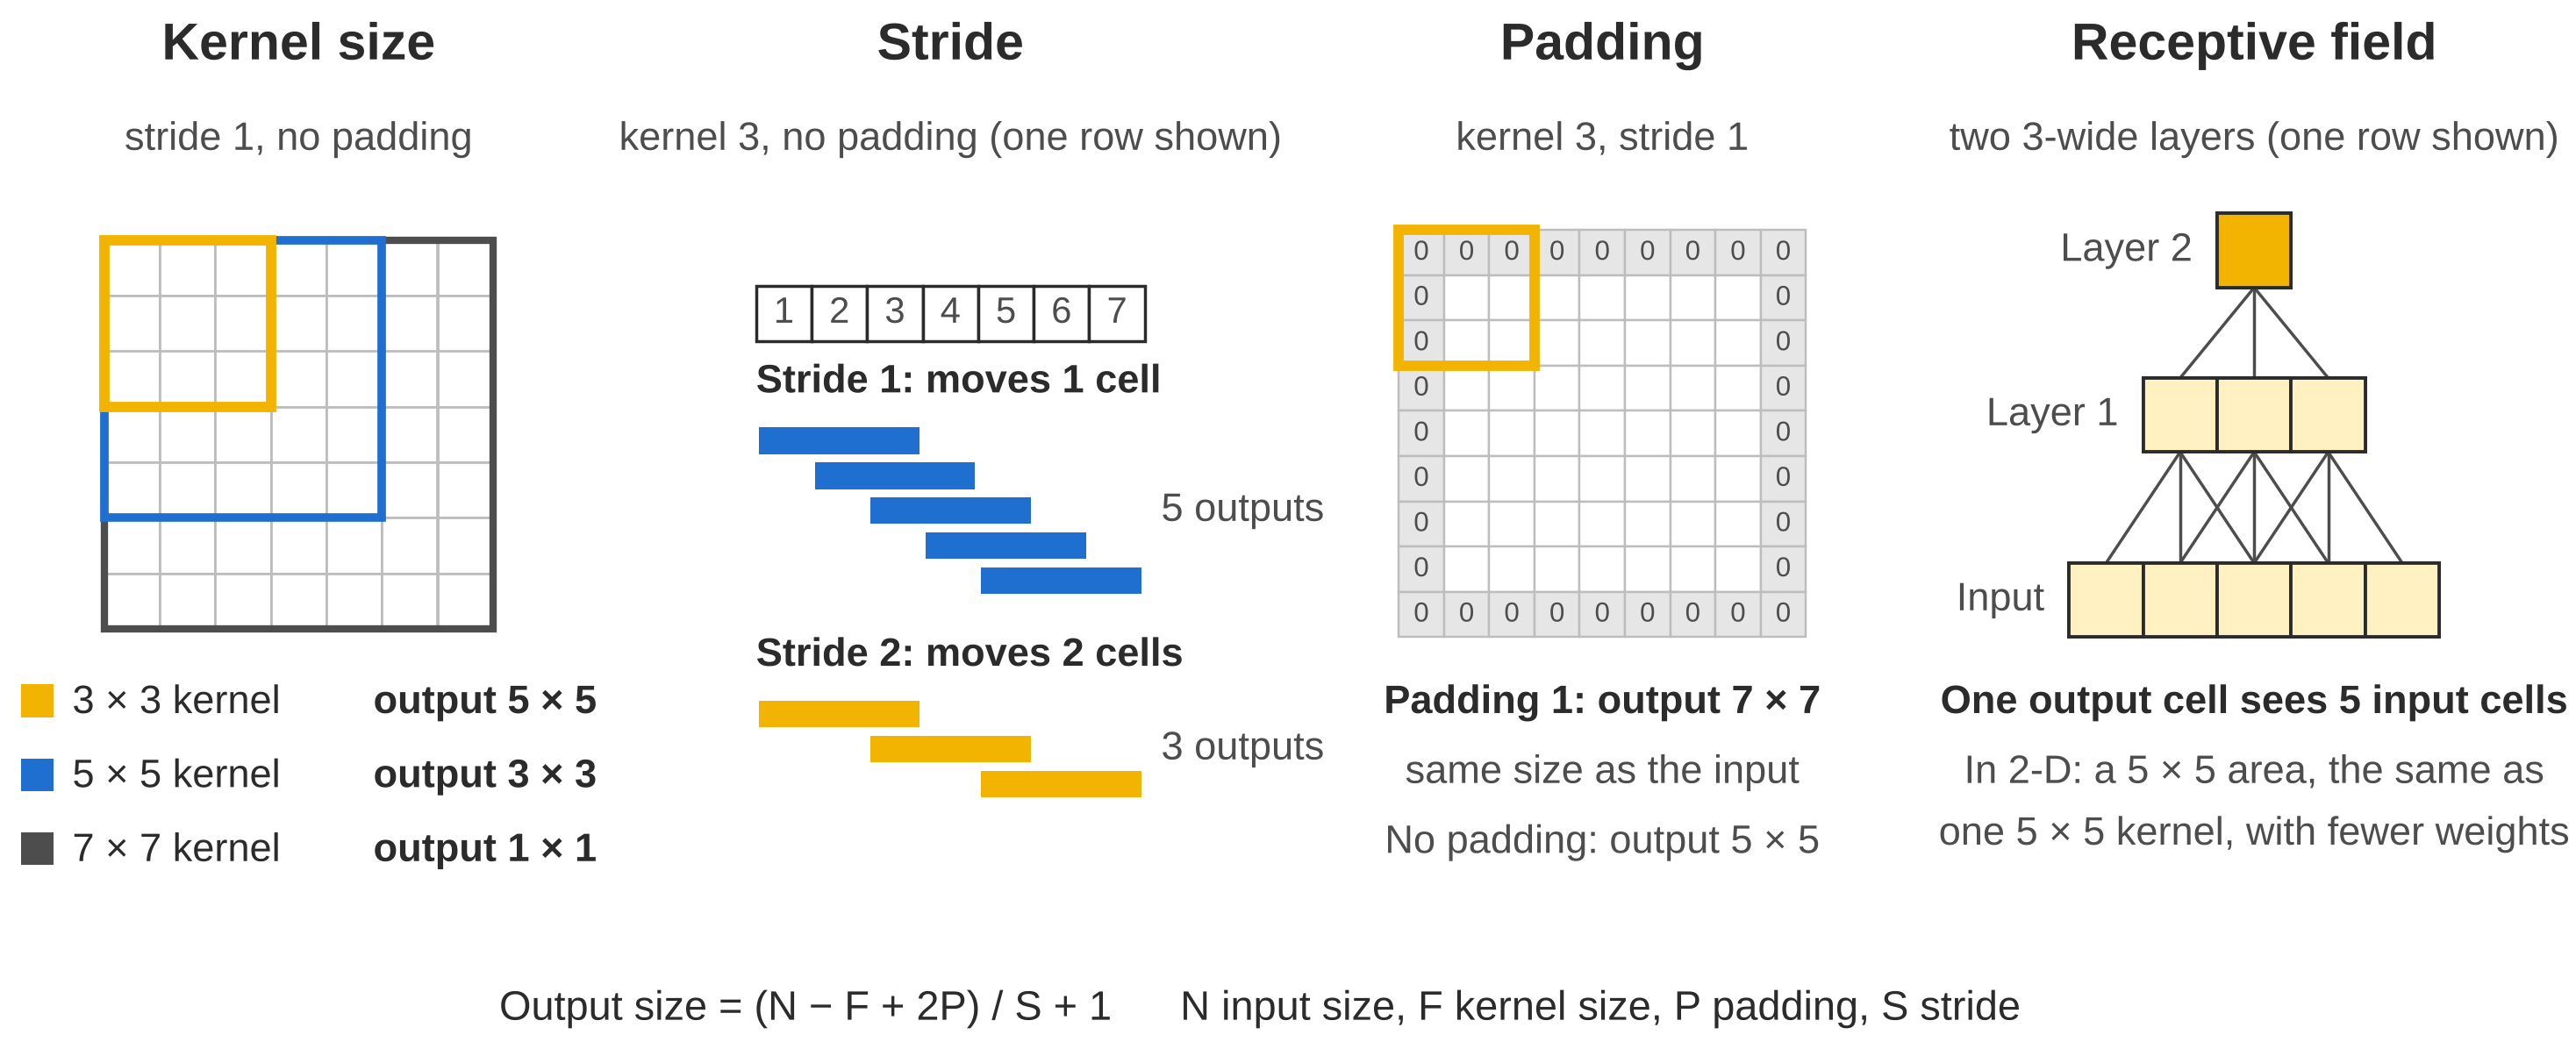 Kernel size
stride 1, no padding
3 × 3 kernel output 5 × 5
5 × 5 kernel output 3 × 3
7 × 7 kernel output 1 × 1
Stride
kernel 3, no padding (one row shown)
1 2 3 4 5 6 7
Stride 1: moves 1 cell
5 outputs
Stride 2: moves 2 cells
3 outputs
Padding
kernel 3, stride 1
0 0 0 0 0 0 0 0 0
0 0
0 0
0 0
0 0
0 0
0 0
0 0
0 0 0 0 0 0 0 0 0
Padding 1: output 7 × 7
same size as the input
No padding: output 5 × 5
Receptive field
two 3-wide layers (one row shown)
Layer 2
Layer 1
Input
One output cell sees 5 input cells
In 2-D: a 5 × 5 area, the same as
one 5 × 5 kernel, with fewer weights
Output size = (N − F + 2P) / S + 1 N input size, F kernel size, P padding, S stride